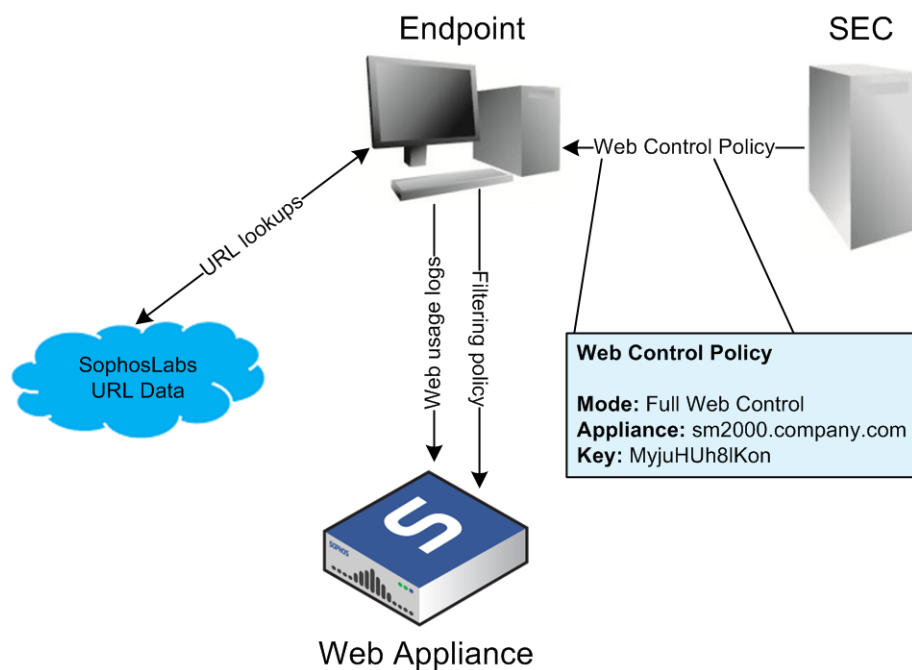 Endpoint
SEC
Web Control Policy
URL lookups
Web usage logs
Filtering policy
SophosLabs
URL Data
Web Control Policy
Mode: Full Web Control
Appliance: sm2000.company.com
Key: MyjuHUh8lKon
SOPHOS
Web Appliance